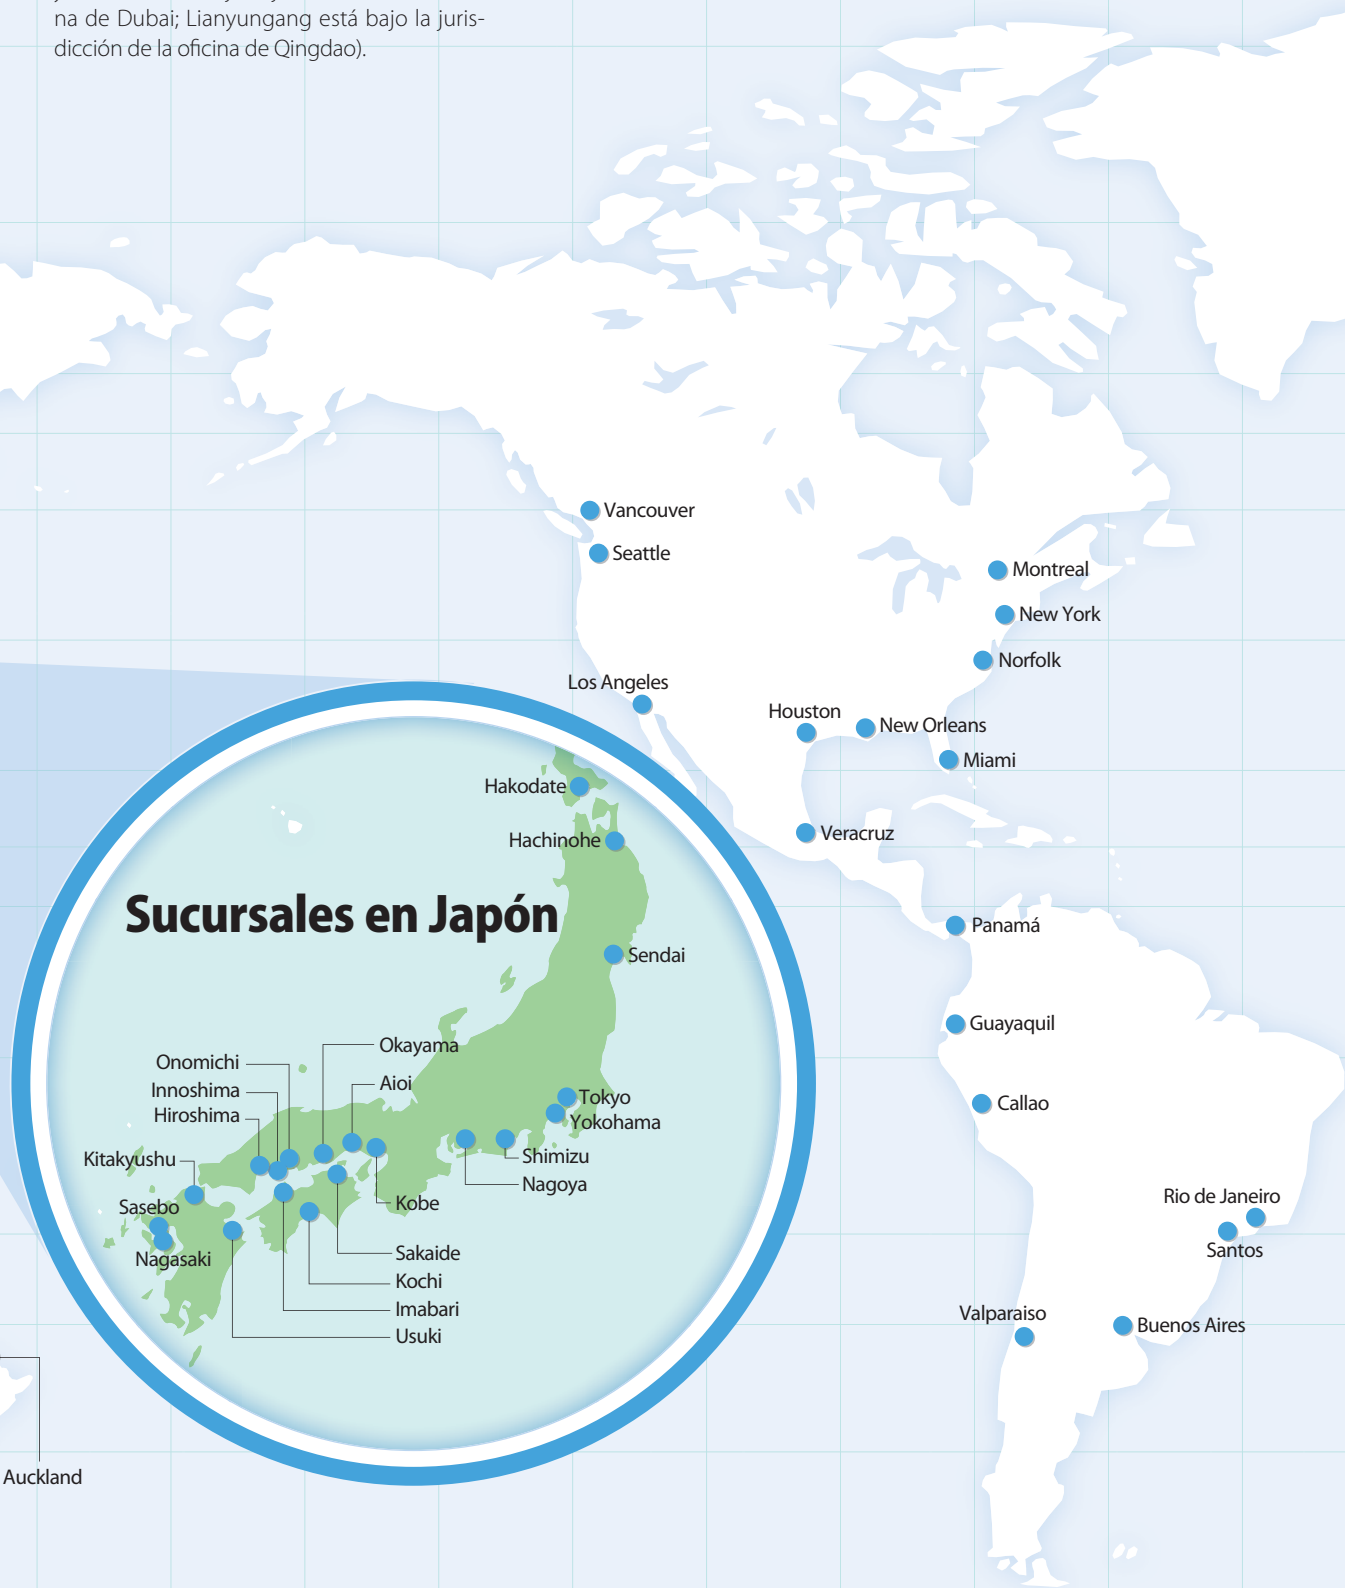 na de Dubai; Lianyungang está bajo la juris-
dicción de la oficina de Qingdao).
Vancouver
Seattle
Montreal
New York
Norfolk
Los Angeles
Houston
New Orleans
Miami
Veracruz
Panamá
Guayaquil
Callao
Rio de Janeiro
Santos
Valparaiso
Buenos Aires
Sucursales en Japón
Hakodate
Hachinohe
Sendai
Okayama
Onomichi
Aioi
Innoshima
Hiroshima
Tokyo
Yokohama
Kitakyushu
Shimizu
Nagoya
Sasebo
Kobe
Nagasaki
Sakaide
Kochi
Imabari
Usuki
Auckland